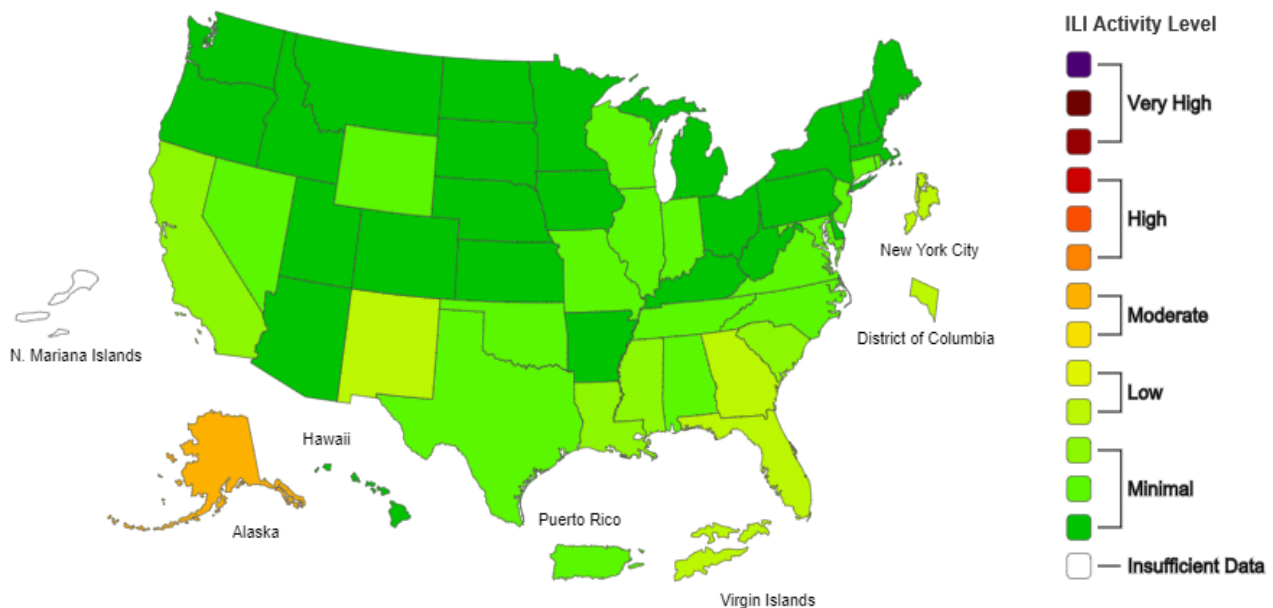 ILI Activity Level
Very High
High
Moderate
Low
Minimal
Insufficient Data
New York City
District of Columbia
N. Mariana Islands
Hawaii
Alaska
Puerto Rico
Virgin Islands